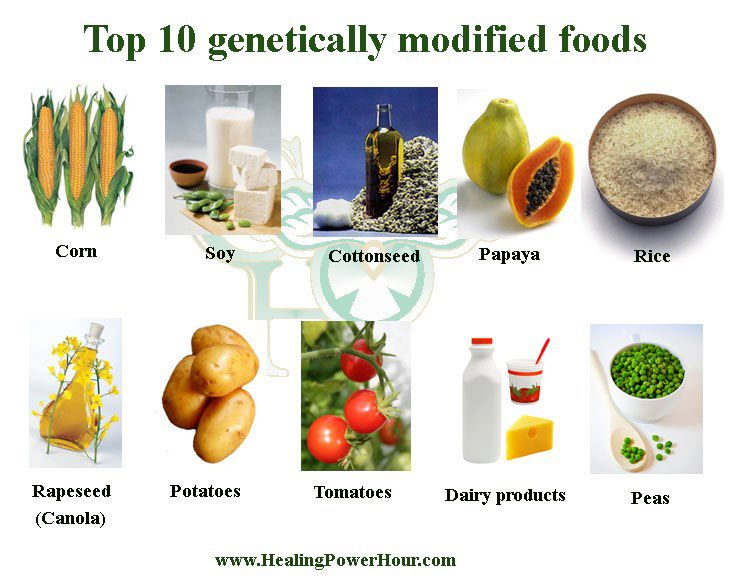 Top 10 genetically modified foods
Corn
Soy
Cottonseed
Papaya
Rice
Rapeseed
(Canola)
Potatoes
Tomatoes
Dairy products
Peas
www.HealingPowerHour.com